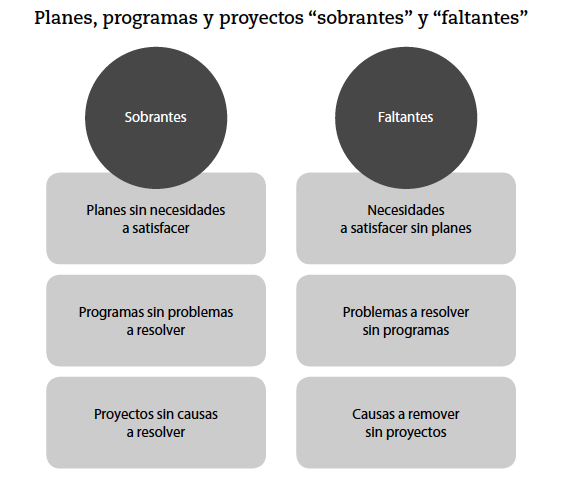 Planes, programas y proyectos “sobrantes” y “faltantes”
Sobrantes
Planes sin necesidades
a satisfacer
Programas sin problemas
a resolver
Proyectos sin causas
a resolver
Faltantes
Necesidades
a satisfacer sin planes
Problemas a resolver
sin programas
Causas a remover
sin proyectos